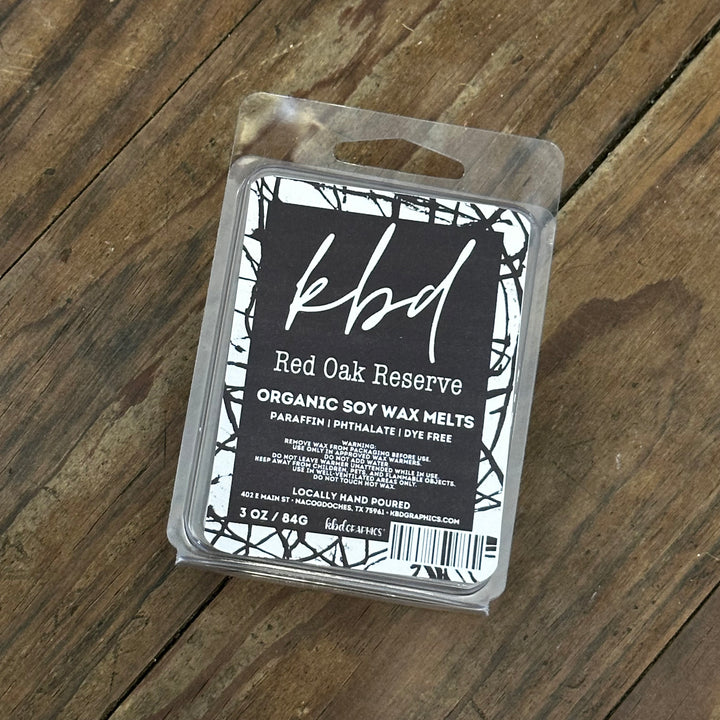 kbd
Red Oak Reserve
ORGANIC SOY WAX MELTS
PARAFFIN | PHTHALATE | DYE FREE
WARNING:
REMOVE WAX FROM PACKAGING BEFORE USE.
USE ONLY IN APPROVED WAX WARMERS.
DO NOT ADD WATER
DO NOT LEAVE WARMER UNATTENDED WHILE IN USE.
KEEP AWAY FROM CHILDREN, PETS, AND FLAMMABLE OBJECTS.
USE IN WELL-VENTILATED AREAS ONLY.
DO NOT TOUCH HOT WAX.
LOCALLY HAND POURED
402 E MAIN ST • NACOGDOCHES, TX 75961 • KBDGRAPHICS.COM
3 OZ / 84G kbd GRAPHICS